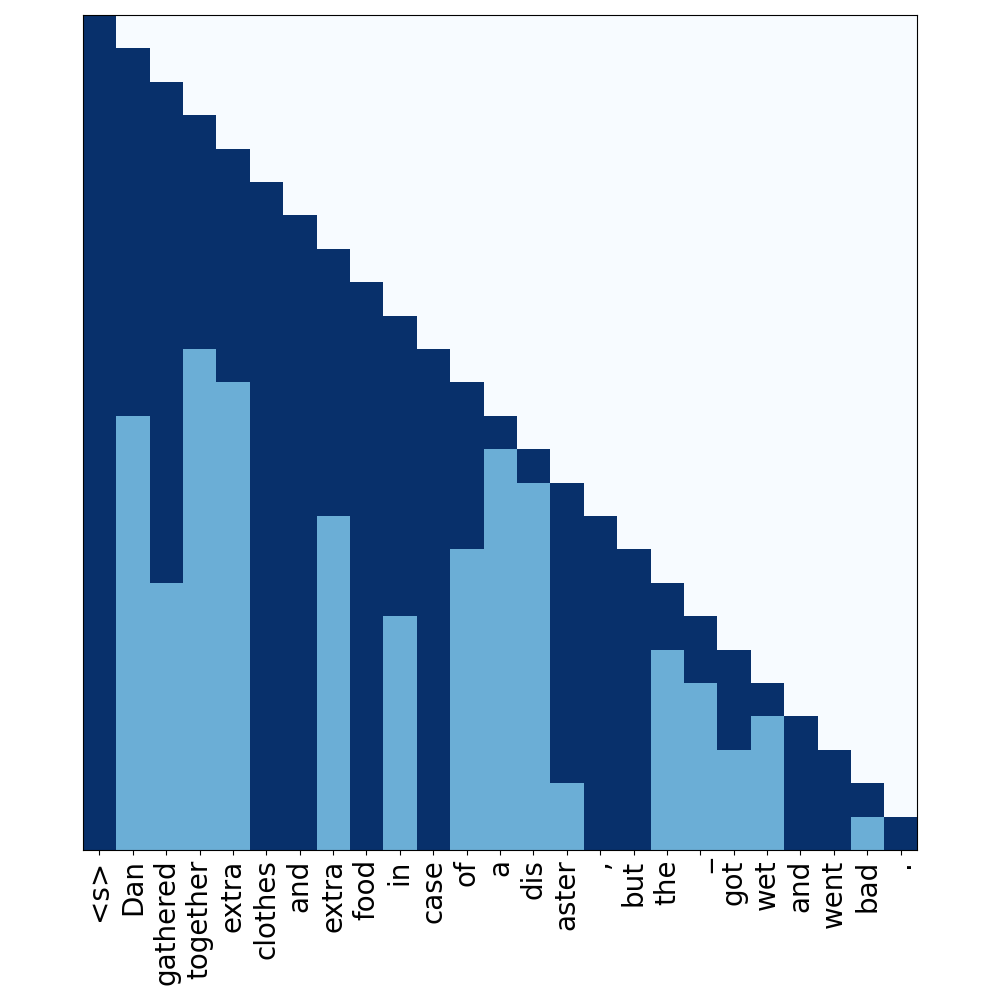 <s>
Dan
gathered
together
extra
clothes
and
extra
food
in
case
of
a
dis
aster
,
but
the
_
got
wet
and
went
bad
.